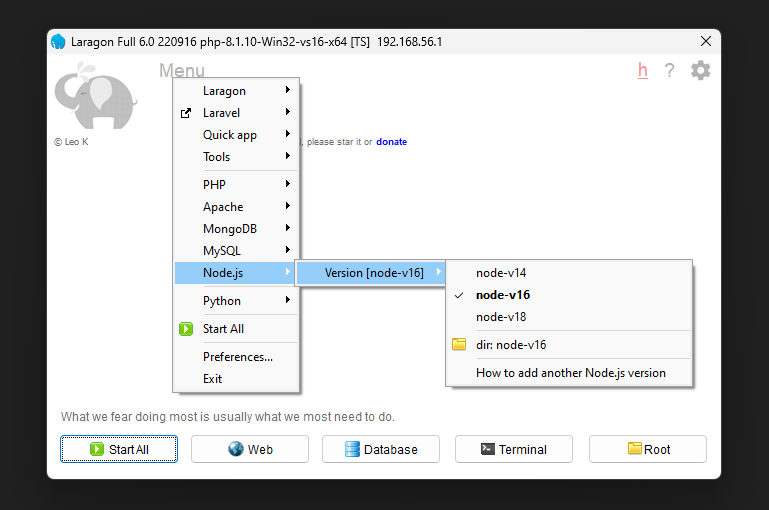 Laragon Full 6.0 220916 php-8.1.10-Win32-vs16-x64 [TS] 192.168.56.1
Menu
h ?
© Leo K
, please star it or donate
Laragon
Laravel
Quick app
Tools
PHP
Apache
MongoDB
MySQL
Node.js
Python
Start All
Preferences...
Exit
Version [node-v16]
node-v14
node-v16
node-v18
dir: node-v16
How to add another Node.js version
What we fear doing most is usually what we most need to do.
Start All Web Database Terminal Root